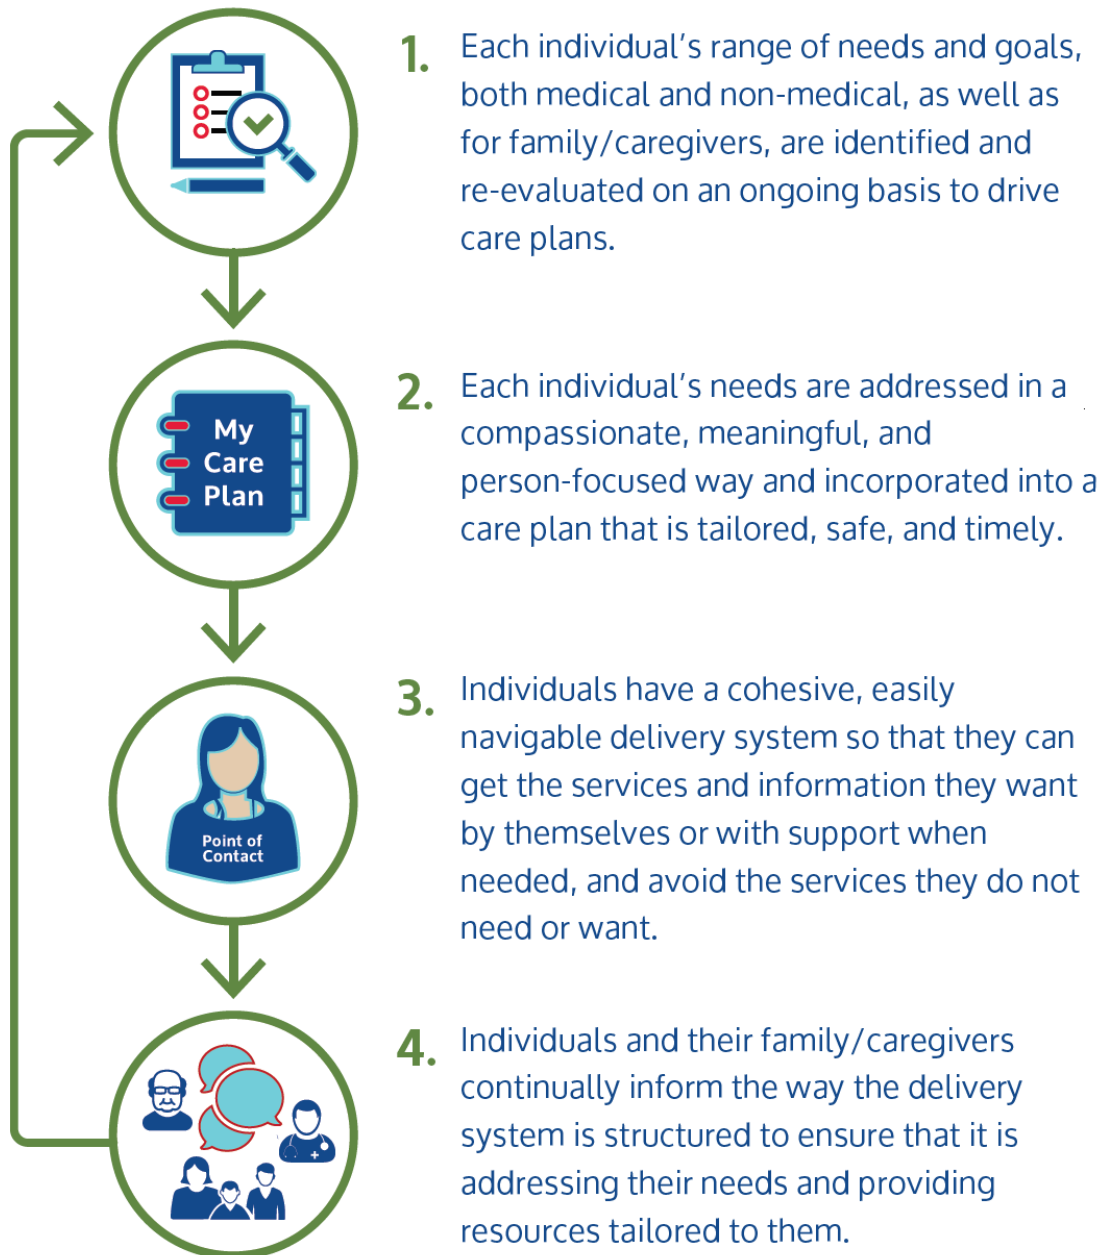 1. Each individual’s range of needs and goals,
both medical and non-medical, as well as
for family/caregivers, are identified and
re-evaluated on an ongoing basis to drive
care plans.
My
Care
Plan
2. Each individual’s needs are addressed in a
compassionate, meaningful, and
person-focused way and incorporated into a
care plan that is tailored, safe, and timely.
Point of
Contact
3. Individuals have a cohesive, easily
navigable delivery system so that they can
get the services and information they want
by themselves or with support when
needed, and avoid the services they do not
need or want.
4. Individuals and their family/caregivers
continually inform the way the delivery
system is structured to ensure that it is
addressing their needs and providing
resources tailored to them.